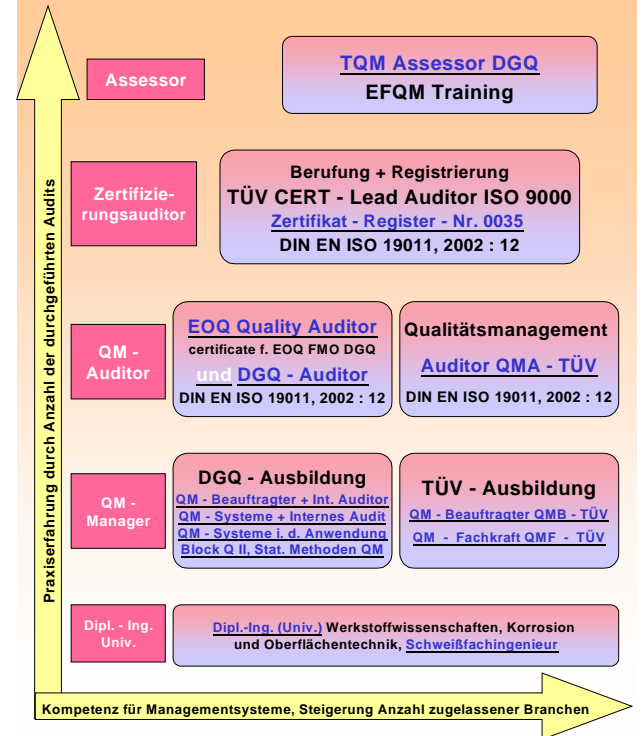 Assessor
TQM Assessor DGQ
EFQM Training
Zertifizie-
rungsauditor
Berufung + Registrierung
TÜV CERT - Lead Auditor ISO 9000
Zertifikat - Register - Nr. 0035
DIN EN ISO 19011, 2002 : 12
QM -
Auditor
EOQ Quality Auditor
certificate f. EOQ FMO DGQ
und DGQ - Auditor
DIN EN ISO 19011, 2002 : 12
Qualitätsmanagement
Auditor QMA - TÜV
DIN EN ISO 19011, 2002 : 12
QM -
Manager
DGQ - Ausbildung
QM - Beauftragter + Int. Auditor
QM - Systeme + Internes Audit
QM - Systeme i. d. Anwendung
Block Q II, Stat. Methoden QM
TÜV - Ausbildung
QM - Beauftragter QMB - TÜV
QM - Fachkraft QMF - TÜV
Dipl. - Ing.
Univ.
Dipl.-Ing. (Univ.) Werkstoffwissenschaften, Korrosion
und Oberflächentechnik, Schweißfachingenieur
Praxiserfahrung durch Anzahl der durchgeführten Audits
Kompetenz für Managementsysteme, Steigerung Anzahl zugelassener Branchen